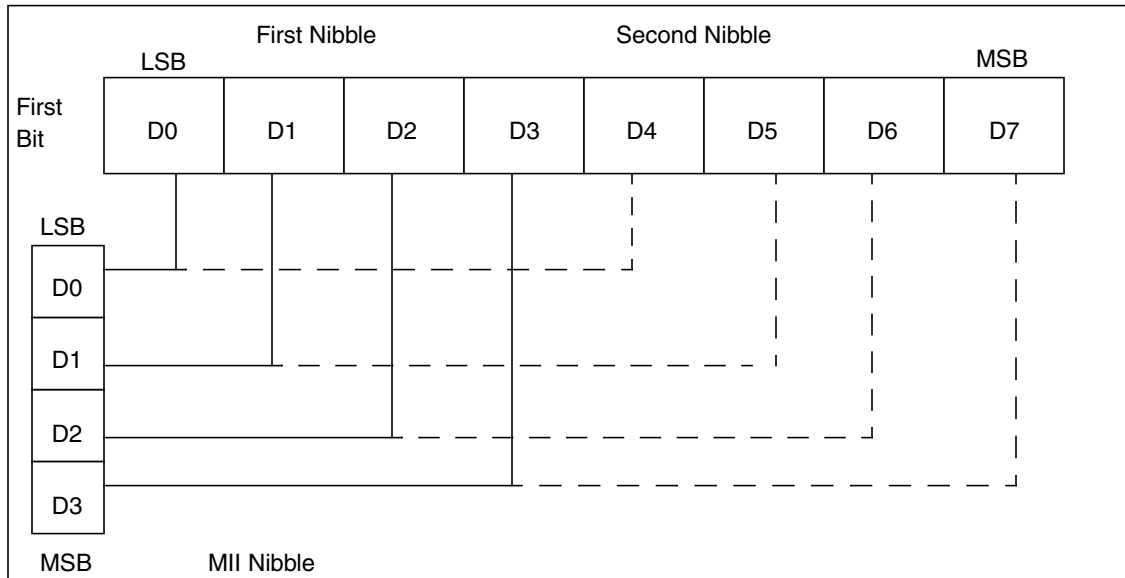 First Nibble Second Nibble
LSB MSB
First
Bit
D0 D1 D2 D3 D4 D5 D6 D7
LSB
D0
D1
D2
D3
MSB MII Nibble